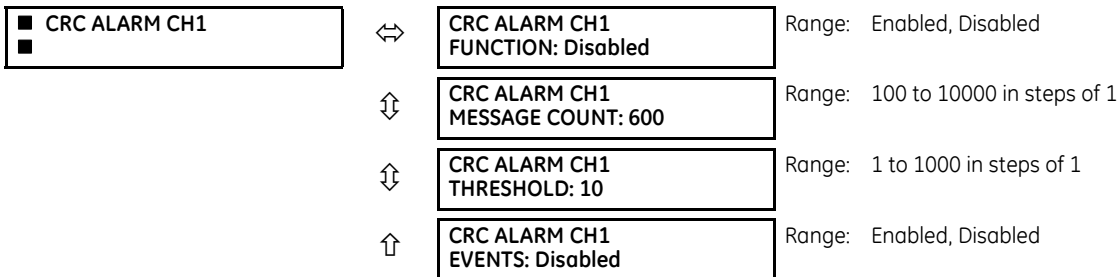 ■ CRC ALARM CH1
■
CRC ALARM CH1
FUNCTION: Disabled
Range: Enabled, Disabled
CRC ALARM CH1
MESSAGE COUNT: 600
Range: 100 to 10000 in steps of 1
CRC ALARM CH1
THRESHOLD: 10
Range: 1 to 1000 in steps of 1
CRC ALARM CH1
EVENTS: Disabled
Range: Enabled, Disabled